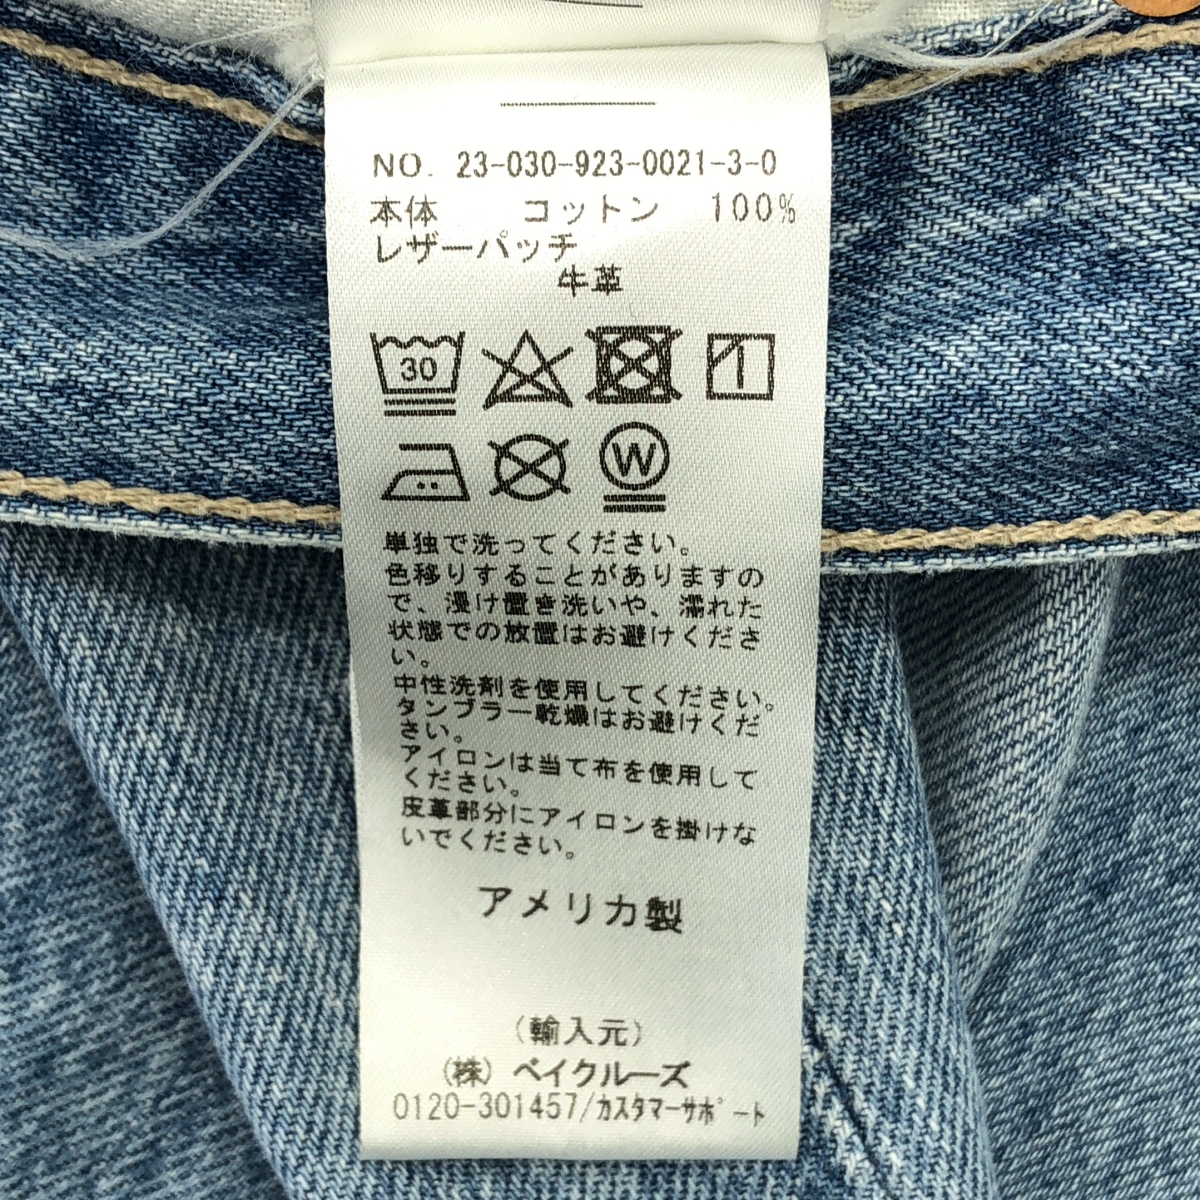 NO. 23-030-923-0021-3-0
本体 コットン 100%
レザーパッチ
牛革
30
W
単独で洗ってください。
色移りすることがありますの
で、浸け置き洗いや、濡れた
状態での放置はお避けくださ
い。
中性洗剤を使用してください。
タンブラー乾燥はお避けくだ
さい。
アイロンは当て布を使用して
ください。
皮革部分にアイロンを掛けな
いでください。
アメリカ製
(輸入元)
(株) ベイクルーズ
0120-301457/カスタマーサポート